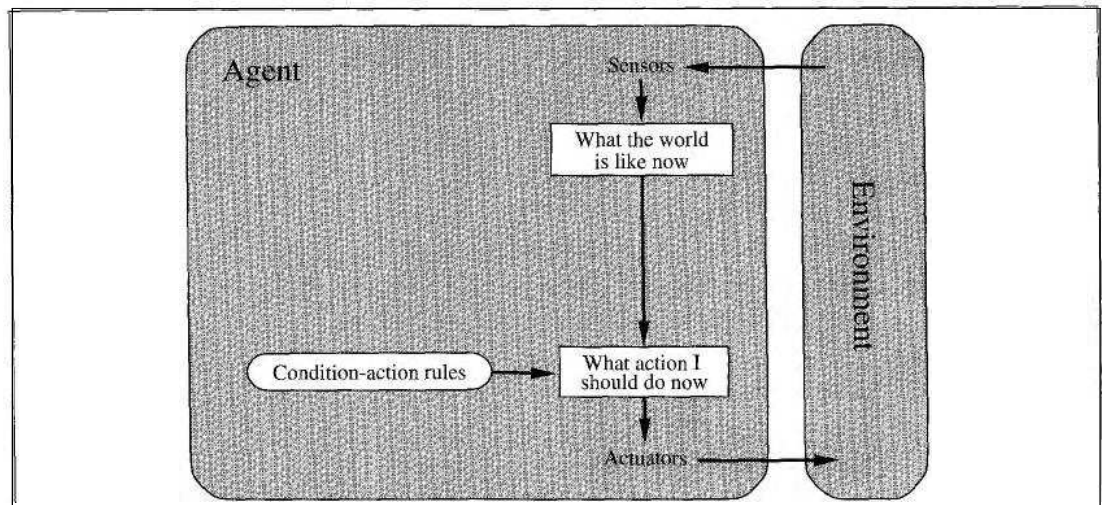 Agent
Sensors
What the world
is like now
Environment
Condition-action rules
What action I
should do now
Actuators